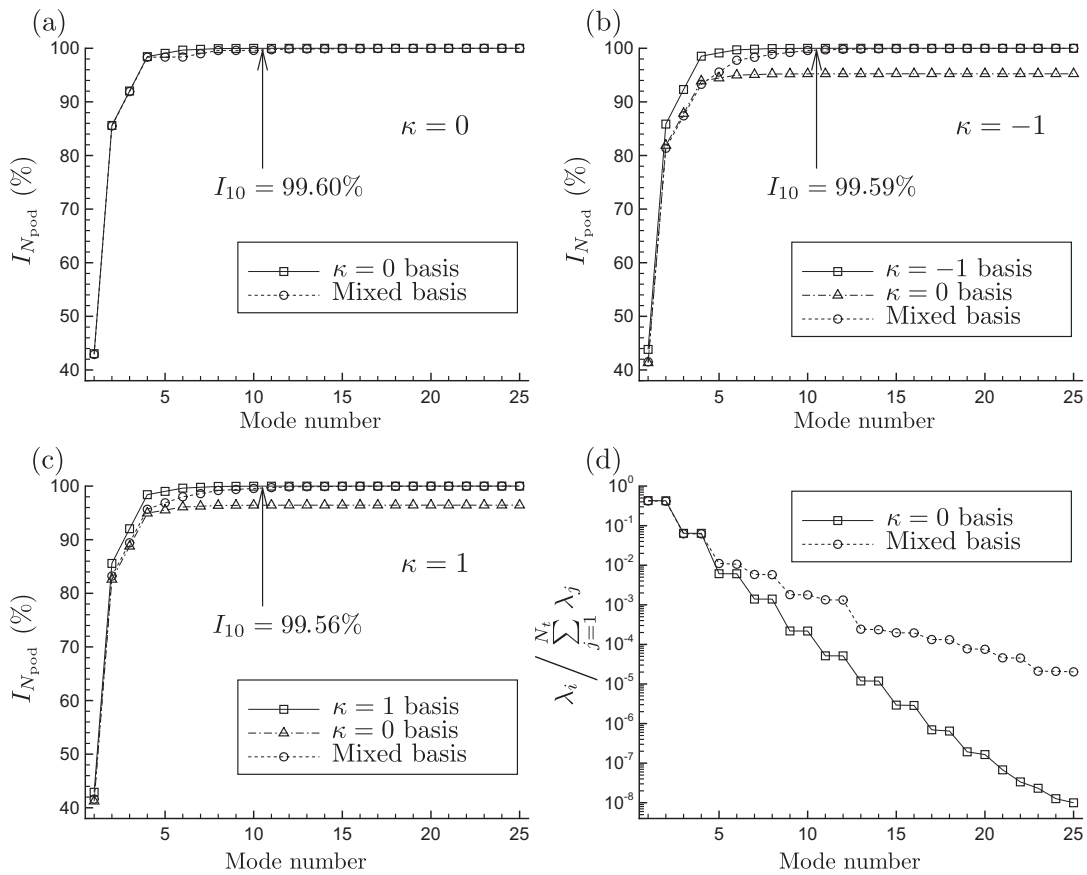 (a)
100
90
80
70
60
50
40
I_{N_pod} (%)
κ = 0
I_10 = 99.60%
κ = 0 basis
Mixed basis
5 10 15 20 25
Mode number
(b)
100
90
80
70
60
50
40
I_{N_pod} (%)
κ = −1
I_10 = 99.59%
κ = −1 basis
κ = 0 basis
Mixed basis
5 10 15 20 25
Mode number
(c)
100
90
80
70
60
50
40
I_{N_pod} (%)
κ = 1
I_10 = 99.56%
κ = 1 basis
κ = 0 basis
Mixed basis
5 10 15 20 25
Mode number
(d)
10^0
10^-1
10^-2
10^-3
10^-4
10^-5
10^-6
10^-7
10^-8
λ_i / ∑_{j=1}^{N_t} λ_j
κ = 0 basis
Mixed basis
5 10 15 20 25
Mode number